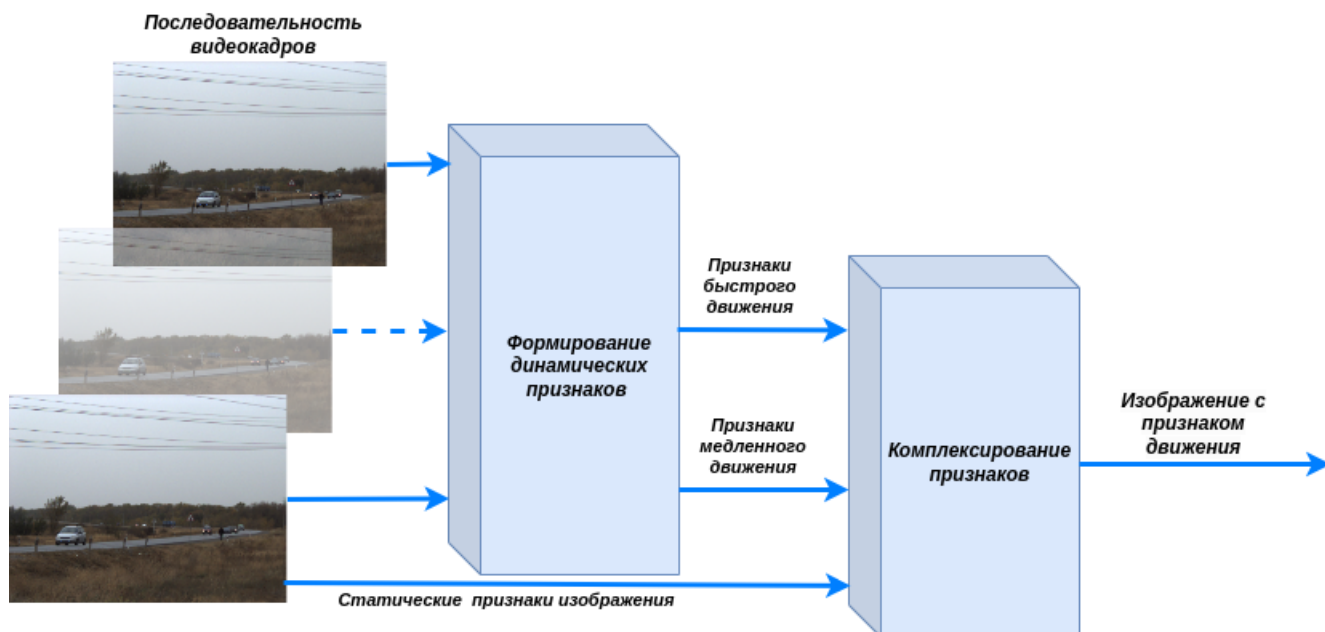 Последовательность
видеокадров
Признаки
быстрого
движения
Формирование
динамических
признаков
Признаки
медленного
движения
Изображение с
признаком
движения
Комплексирование
признаков
Статические признаки изображения